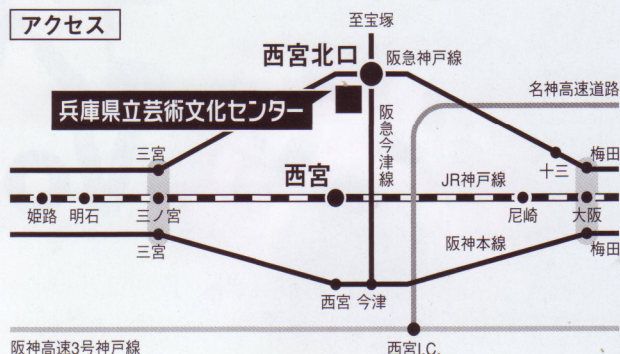 アクセス
至宝塚
西宮北口
阪急神戸線
名神高速道路
兵庫県立芸術文化センター
阪急今津線
三宮
十三
梅田
西宮
JR神戸線
姫路
明石
三ノ宮
尼崎
大阪
三宮
阪神本線
梅田
西宮
今津
阪神高速3号神戸線
西宮I.C.